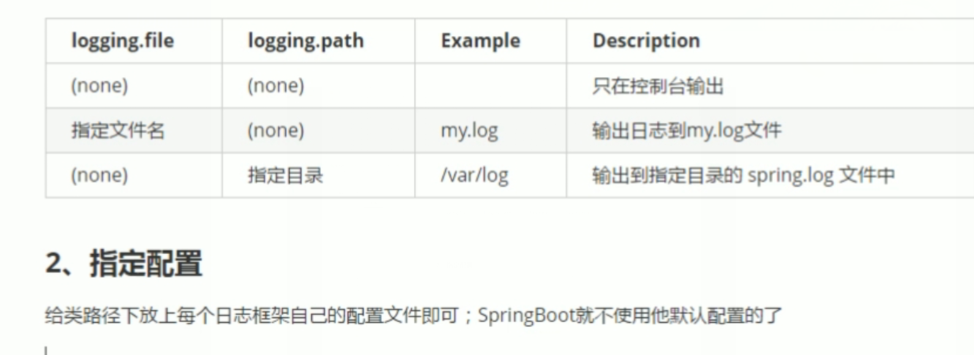 logging.file logging.path Example Description
(none) (none) 只在控制台输出
指定文件名 (none) my.log 输出日志到my.log文件
(none) 指定目录 /var/log 输出到指定目录的 spring.log 文件中
2、指定配置
给类路径下放上每个日志框架自己的配置文件即可；SpringBoot就不使用他默认配置的了